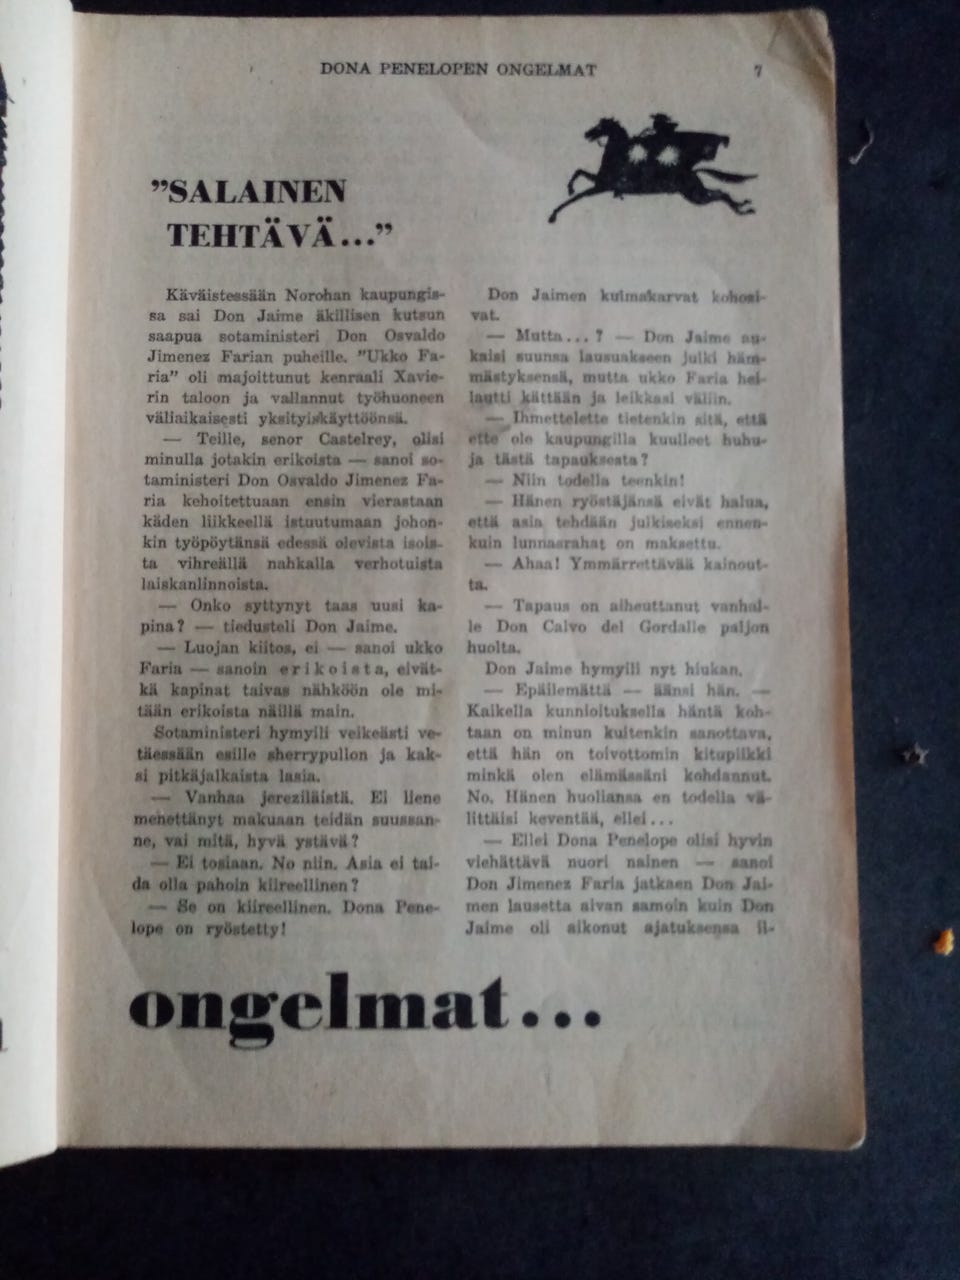 DONA PENELOPEN ONGELMAT
7
”SALAINEN
TEHTÄVÄ...”
Käväistessään Norohan kaupungis-
sa sai Don Jaime äkillisen kutsun
saapua sotaministeri Don Osvaldo
Jimenez Farian puheille. ”Ukko Fa-
ria” oli majoittunut kenraali Xavie-
rin taloon ja vallannut työhuoneen
väliaikaisesti yksityiskäyttöönsä.
— Teille, senor Castelrey, olisi
minulla jotakin erikoista — sanoi so-
taministeri Don Osvaldo Jimenez Fa-
ria kehoitettuaan ensin vierastaan
käden liikkeellä istuutumaan johon-
kin työpöytänsä edessä olevista isois-
ta vihreällä nahkalla verhotuista
laiskanlinnoista.
— Onko syttynyt taas uusi ka-
pina? — tiedusteli Don Jaime.
— Luojan kiitos, ei — sanoi ukko
Faria — sanoin erikoista, eivät-
kä kapinat taivas nähköön ole mi-
tään erikoista näillä main.
Sotaministeri hymyili veikeästi ve-
täessään esille sherrypullon ja kak-
si pitkäjalkaista lasia.
— Vanhaa jereziläistä. Ei liene
menettänyt makuaan teidän suussan-
ne, vai mitä, hyvä ystävä?
— Ei tosiaan. No niin. Asia ei tai-
da olla pahoin kiireellinen?
— Se on kiireellinen. Dona Pene-
lope on ryöstetty!
Don Jaimen kulmakarvat kohosi-
vat.
— Mutta...? — Don Jaime au-
kaisi suunsa lausuakseen julki häm-
mästyksensä, mutta ukko Faria hei-
lautti kättään ja leikkasi väliin.
— Ihmettelette tietenkin sitä, että
ette ole kaupungilla kuulleet huhu-
ja tästä tapauksesta?
— Niin todella teenkin!
— Hänen ryöstäjänsä eivät halua,
että asia tehdään julkiseksi ennen-
kuin lunnasrahat on maksettu.
— Ahaa! Ymmärrettävää kainout-
ta.
— Tapaus on aiheuttanut vanhal-
le Don Calvo del Gordalle paljon
huolta.
Don Jaime hymyili nyt hiukan.
— Epäilemättä — äänsi hän. —
Kaikella kunnioituksella häntä koh-
taan on minun kuitenkin sanottava,
että hän on toivottomin kitupiikki
minkä olen elämässäni kohdannut.
No. Hänen huoliansa en todella vä-
littäisi keventää, ellei...
— Ellei Dona Penelope olisi hyvin
viehättävä nuori nainen — sanoi
Don Jimenez Faria jatkaen Don Jai-
men lausetta aivan samoin kuin Don
Jaime oli aikonut ajatuksensa il-
ongelmat...